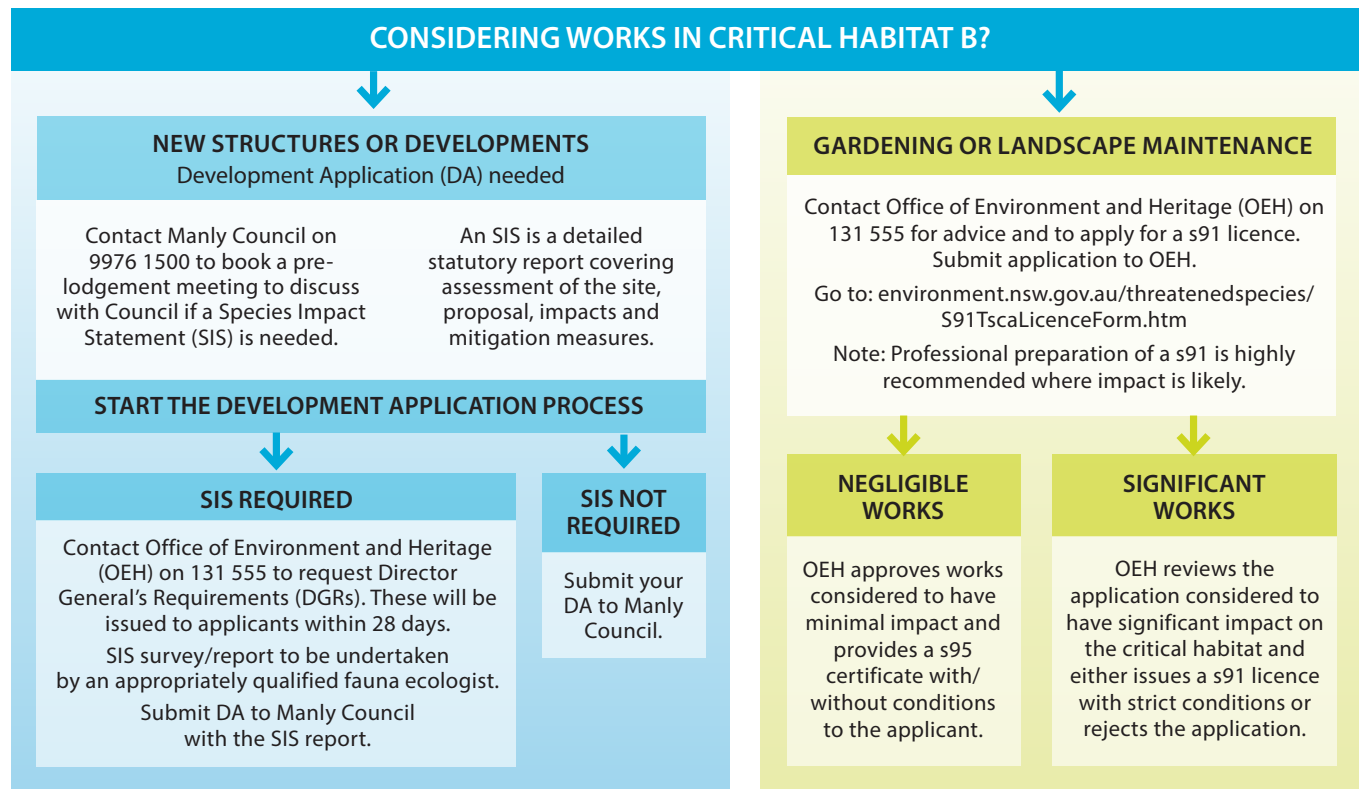 CONSIDERING WORKS IN CRITICAL HABITAT B?
NEW STRUCTURES OR DEVELOPMENTS
Development Application (DA) needed
Contact Manly Council on
9976 1500 to book a pre-
lodgement meeting to discuss
with Council if a Species Impact
Statement (SIS) is needed.
An SIS is a detailed
statutory report covering
assessment of the site,
proposal, impacts and
mitigation measures.
START THE DEVELOPMENT APPLICATION PROCESS
SIS REQUIRED
Contact Office of Environment and Heritage
(OEH) on 131 555 to request Director
General’s Requirements (DGRs). These will be
issued to applicants within 28 days.
SIS survey/report to be undertaken
by an appropriately qualified fauna ecologist.
Submit DA to Manly Council
with the SIS report.
SIS NOT
REQUIRED
Submit your
DA to Manly
Council.
GARDENING OR LANDSCAPE MAINTENANCE
Contact Office of Environment and Heritage (OEH) on
131 555 for advice and to apply for a s91 licence.
Submit application to OEH.
Go to: environment.nsw.gov.au/threatenedspecies/
S91TscaLicenceForm.htm
Note: Professional preparation of a s91 is highly
recommended where impact is likely.
NEGLIGIBLE
WORKS
OEH approves works
considered to have
minimal impact and
provides a s95
certificate with/
without conditions
to the applicant.
SIGNIFICANT
WORKS
OEH reviews the
application considered to
have significant impact on
the critical habitat and
either issues a s91 licence
with strict conditions or
rejects the application.